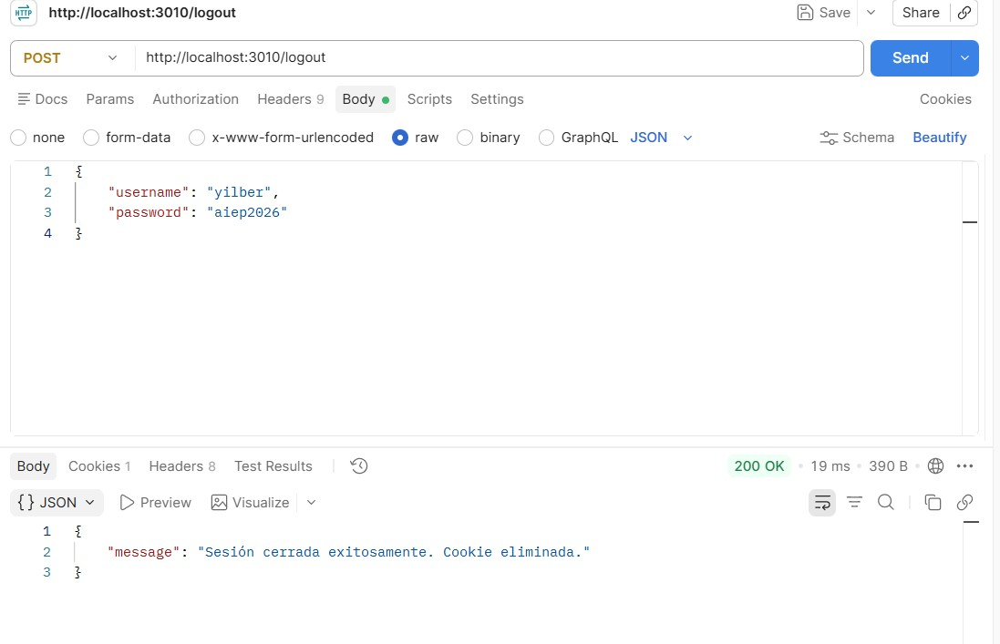 HTTP http://localhost:3010/logout Save Share
POST http://localhost:3010/logout Send
Docs Params Authorization Headers 9 Body Scripts Settings Cookies
none form-data x-www-form-urlencoded raw binary GraphQL JSON Schema Beautify
1 {
2 "username": "yilber",
3 "password": "aiep2026"
4 }
Body Cookies 1 Headers 8 Test Results 200 OK • 19 ms • 390 B
{} JSON Preview Visualize
1 {
2 "message": "Sesión cerrada exitosamente. Cookie eliminada."
3 }